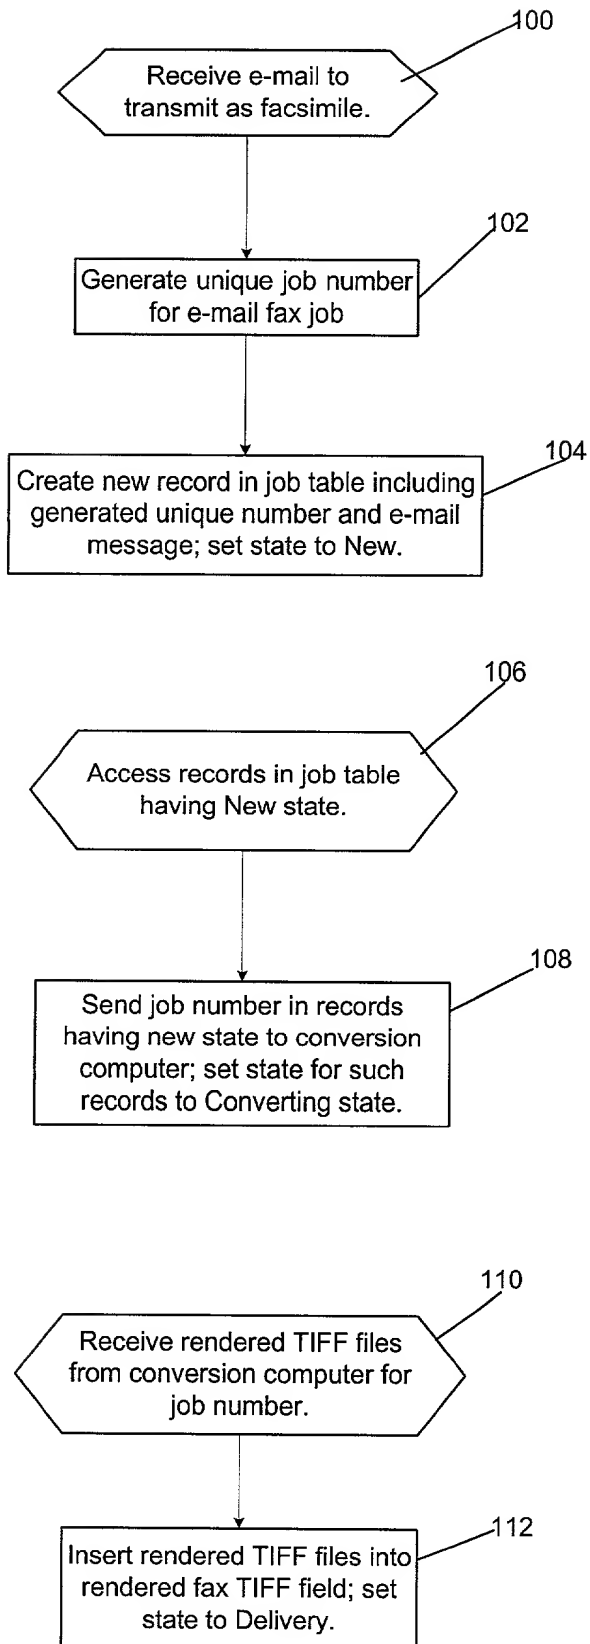 100
Receive e-mail to
transmit as facsimile.
102
Generate unique job number
for e-mail fax job
104
Create new record in job table including
generated unique number and e-mail
message; set state to New.
106
Access records in job table
having New state.
108
Send job number in records
having new state to conversion
computer; set state for such
records to Converting state.
110
Receive rendered TIFF files
from conversion computer for
job number.
112
Insert rendered TIFF files into
rendered fax TIFF field; set
state to Delivery.